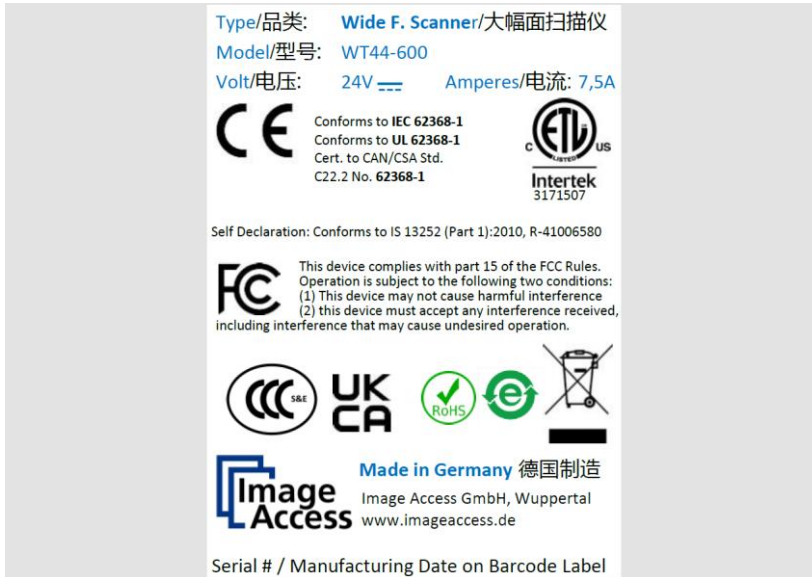 Type/品类: Wide F. Scanner/大幅面扫描仪
Model/型号: WT44-600
Volt/电压: 24V Amperes/电流: 7,5A
CE
Conforms to IEC 62368-1
Conforms to UL 62368-1
Cert. to CAN/CSA Std.
C22.2 No. 62368-1
C ETL US
LISTED
Intertek
3171507
Self Declaration: Conforms to IS 13252 (Part 1):2010, R-41006580
FC
This device complies with part 15 of the FCC Rules.
Operation is subject to the following two conditions:
(1) This device may not cause harmful interference
(2) this device must accept any interference received,
including interference that may cause undesired operation.
CCC S&E
UK
CA
RoHS
e
Image
Access
Made in Germany 德国制造
Image Access GmbH, Wuppertal
www.imageaccess.de
Serial # / Manufacturing Date on Barcode Label